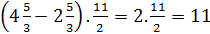 (4 5/3 − 2 5/3) . 11/2 = 2. 11/2 = 11